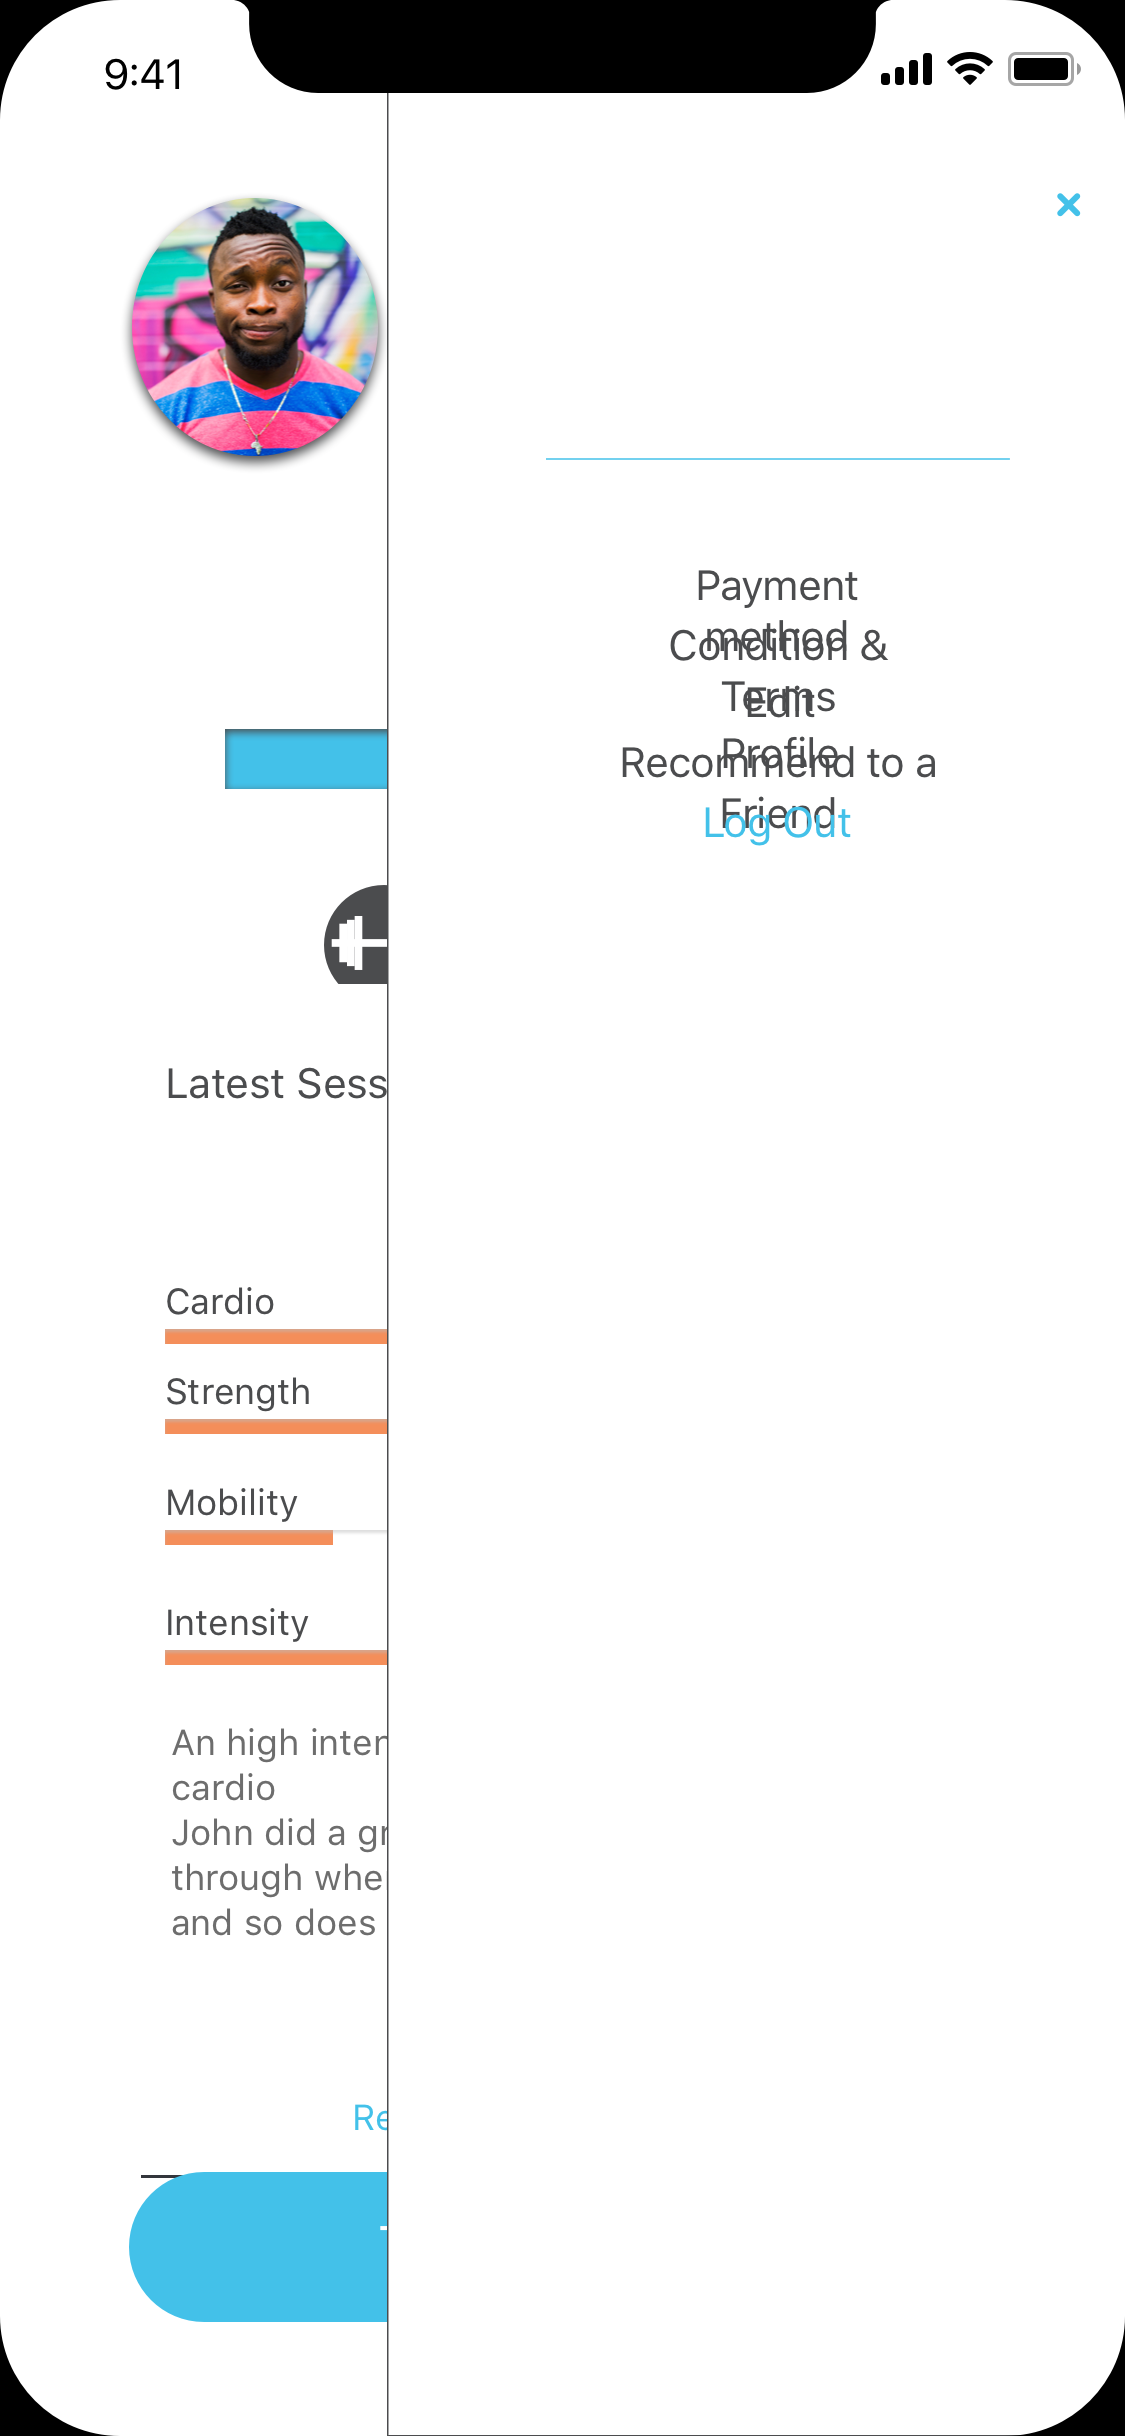 9:41
Payment
method
Condition &
Terms
Edit
Profile
Recommend to a
Friend
Log Out
Latest Sess
Cardio
Strength
Mobility
Intensity
An high inten
cardio
John did a gr
through whe
and so does
Re